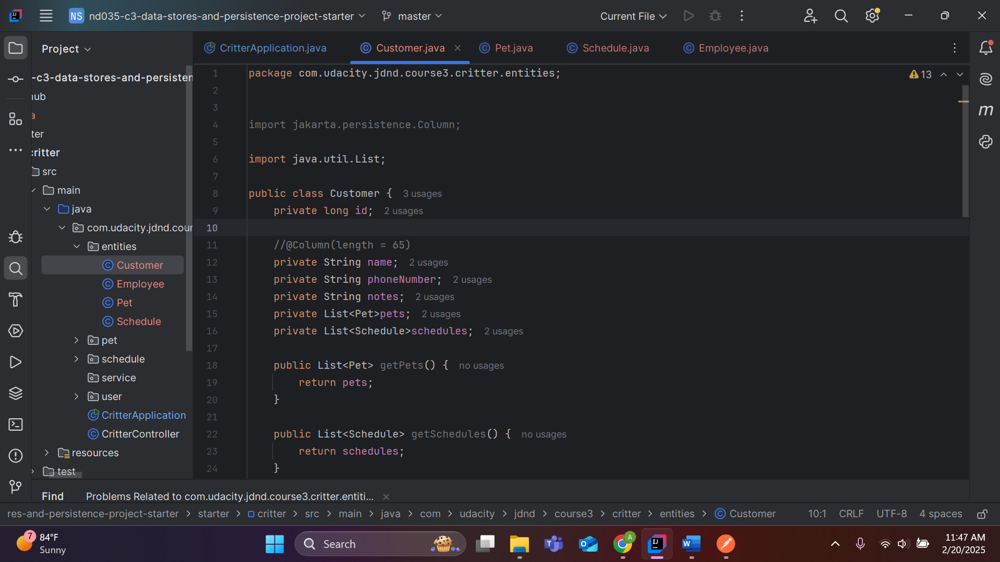 NS nd035-c3-data-stores-and-persistence-project-starter master Current File
Project
CritterApplication.java Customer.java Pet.java Schedule.java Employee.java
-c3-data-stores-and-persisten
ter
critter
src
main
java
com.udacity.jdnd.cour
entities
Customer
Employee
Pet
Schedule
pet
schedule
service
user
CritterApplication
CritterController
resources
test
13
1 package com.udacity.jdnd.course3.critter.entities;
2
3
4 import jakarta.persistence.Column;
5
6 import java.util.List;
7
8 public class Customer { 3 usages
9 private long id; 2 usages
10
11 //@Column(length = 65)
12 private String name; 2 usages
13 private String phoneNumber; 2 usages
14 private String notes; 2 usages
15 private List<Pet>pets; 2 usages
16 private List<Schedule>schedules; 2 usages
17
18 public List<Pet> getPets() { no usages
19 return pets;
20 }
21
22 public List<Schedule> getSchedules() { no usages
23 return schedules;
24 }
Find Problems Related to com.udacity.jdnd.course3.critter.entiti...
res-and-persistence-project-starter > starter > critter > src > main > java > com > udacity > jdnd > course3 > critter > entities > Customer 10:1 CRLF UTF-8 4 spaces
7 84°F
Sunny
Search
A
11:47 AM
2/20/2025